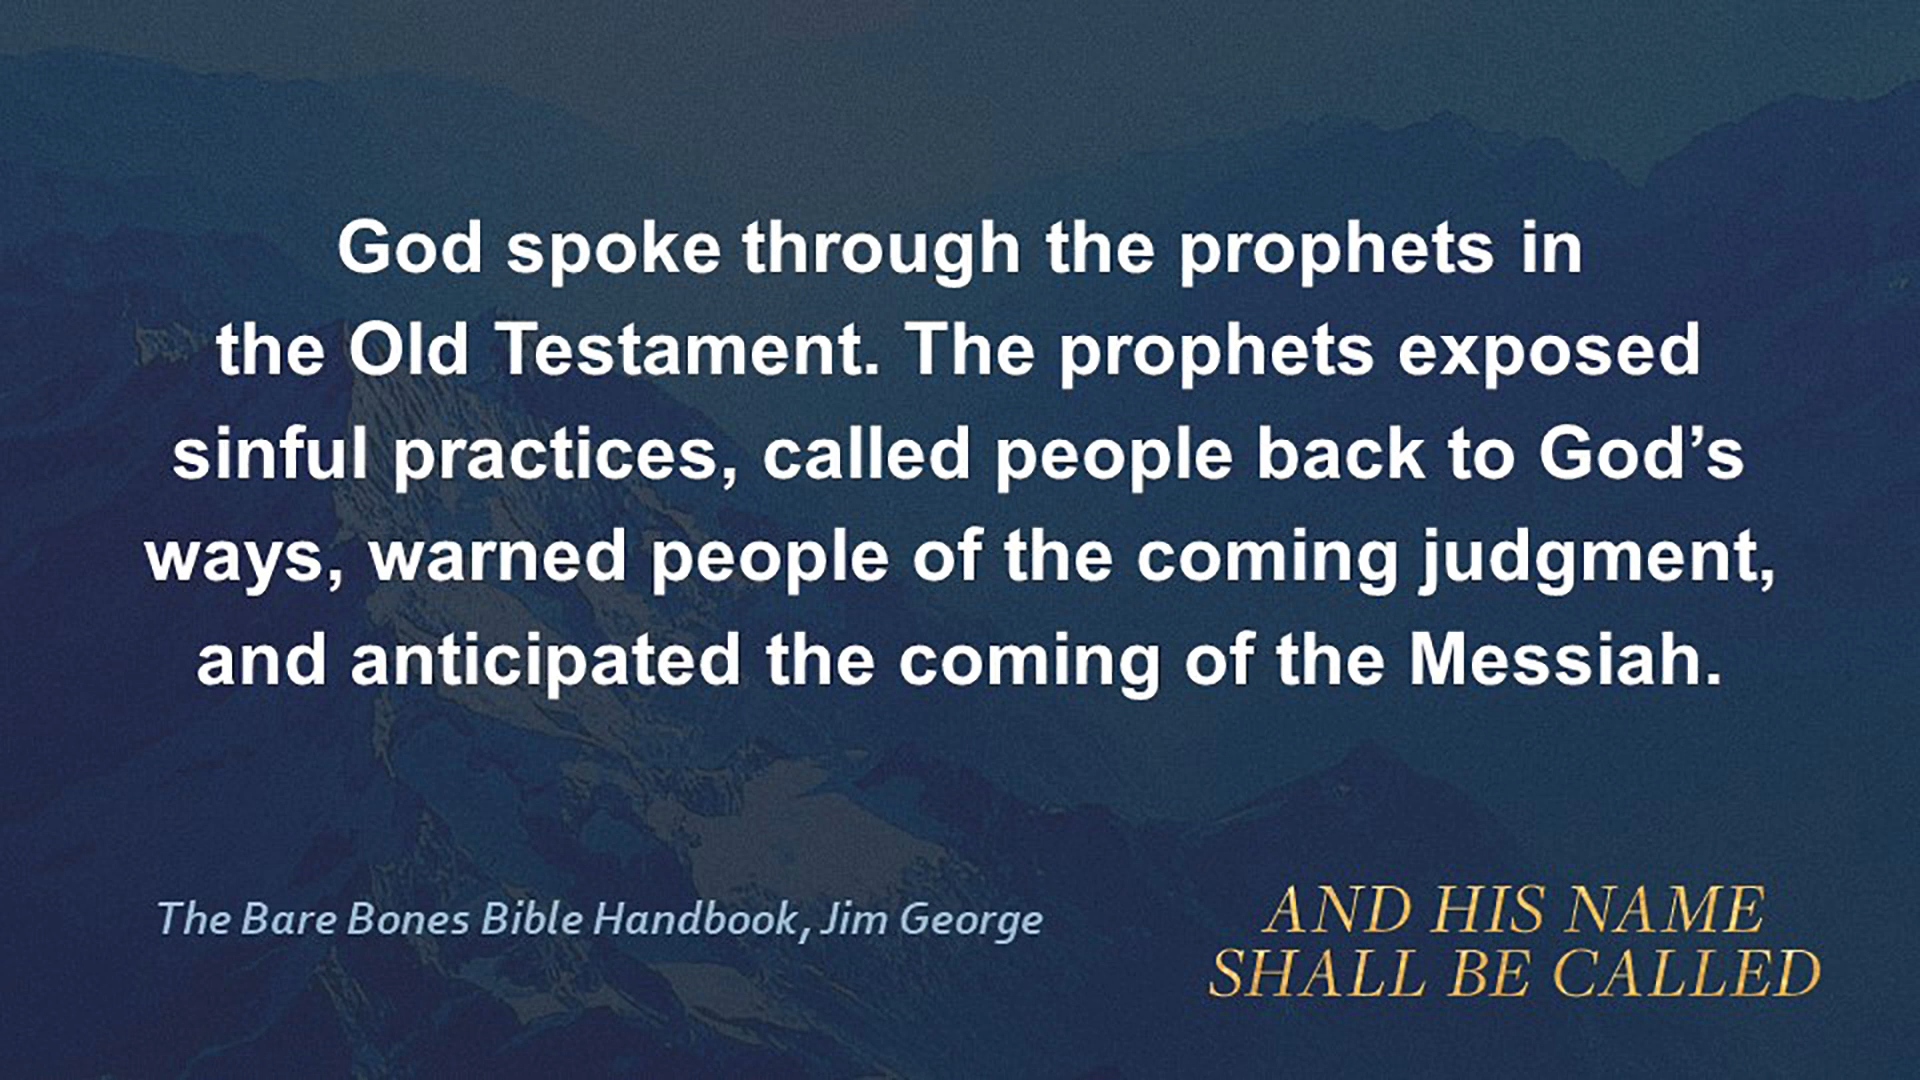 God spoke through the prophets in
the Old Testament. The prophets exposed
sinful practices, called people back to God’s
ways, warned people of the coming judgment,
and anticipated the coming of the Messiah.
The Bare Bones Bible Handbook, Jim George
AND HIS NAME
SHALL BE CALLED